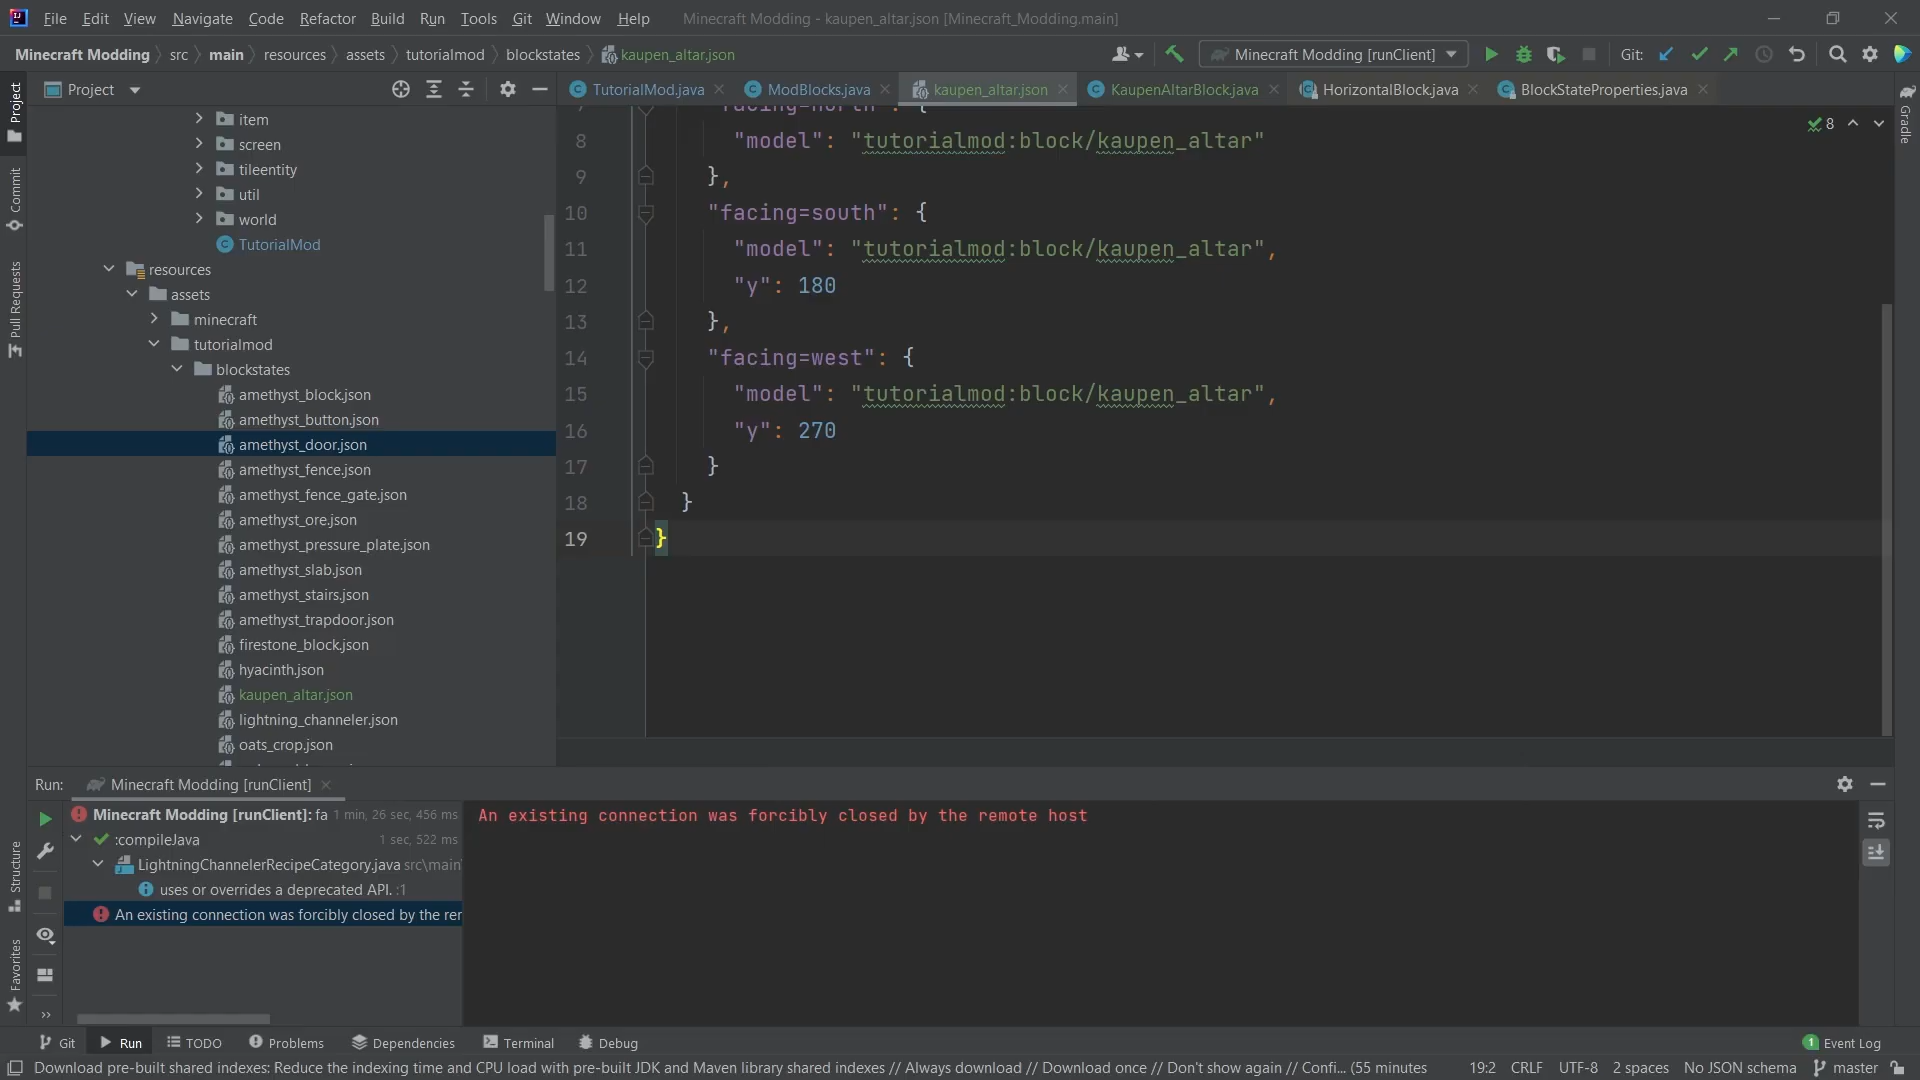 File Edit View Navigate Code Refactor Build Run Tools Git Window Help Minecraft Modding - kaupen_altar.json [Minecraft_Modding.main]
Minecraft Modding src main resources assets tutorialmod blockstates kaupen_altar.json Minecraft Modding [runClient] Git:
Project
TutorialMod.java ModBlocks.java kaupen_altar.json KaupenAltarBlock.java HorizontalBlock.java BlockStateProperties.java
Project
Commit
Pull Requests
Structure
Favorites
Gradle
item
screen
tileentity
util
world
TutorialMod
resources
assets
minecraft
tutorialmod
blockstates
amethyst_block.json
amethyst_button.json
amethyst_door.json
amethyst_fence.json
amethyst_fence_gate.json
amethyst_ore.json
amethyst_pressure_plate.json
amethyst_slab.json
amethyst_stairs.json
amethyst_trapdoor.json
firestone_block.json
hyacinth.json
kaupen_altar.json
lightning_channeler.json
oats_crop.json
7 "facing=north": {
8 "model": "tutorialmod:block/kaupen_altar"
9 },
10 "facing=south": {
11 "model": "tutorialmod:block/kaupen_altar",
12 "y": 180
13 },
14 "facing=west": {
15 "model": "tutorialmod:block/kaupen_altar",
16 "y": 270
17 }
18 }
19 }
8
Run: Minecraft Modding [runClient]
Minecraft Modding [runClient]: fa 1 min, 26 sec, 456 ms
:compileJava 1 sec, 522 ms
LightningChannelerRecipeCategory.java src\main\
uses or overrides a deprecated API. :1
An existing connection was forcibly closed by the rer
An existing connection was forcibly closed by the remote host
Git Run TODO Problems Dependencies Terminal Debug 1 Event Log
Download pre-built shared indexes: Reduce the indexing time and CPU load with pre-built JDK and Maven library shared indexes // Always download // Download once // Don't show again // Confi... (55 minutes 19:2 CRLF UTF-8 2 spaces No JSON schema master